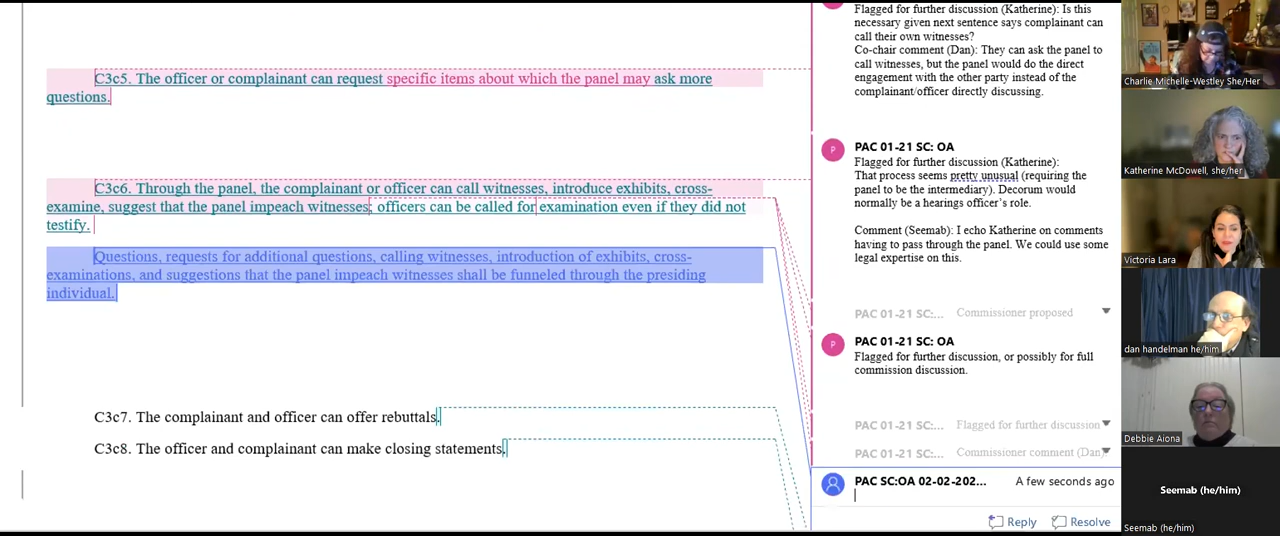 C3c5. The officer or complainant can request specific items about which the panel may ask more
questions.
C3c6. Through the panel, the complainant or officer can call witnesses, introduce exhibits, cross-
examine, suggest that the panel impeach witnesses; officers can be called for examination even if they did not
testify.
Questions, requests for additional questions, calling witnesses, introduction of exhibits, cross-
examinations, and suggestions that the panel impeach witnesses shall be funneled through the presiding
individual.
C3c7. The complainant and officer can offer rebuttals.
C3c8. The officer and complainant can make closing statements.
Flagged for further discussion (Katherine): Is this
necessary given next sentence says complainant can
call their own witnesses?
Co-chair comment (Dan): They can ask the panel to
call witnesses, but the panel would do the direct
engagement with the other party instead of the
complainant/officer directly discussing.
P
PAC 01-21 SC: OA
Flagged for further discussion (Katherine):
That process seems pretty unusual (requiring the
panel to be the intermediary). Decorum would
normally be a hearings officer's role.
Comment (Seemab): I echo Katherine on comments
having to pass through the panel. We could use some
legal expertise on this.
PAC 01-21 SC:... Commissioner proposed
P
PAC 01-21 SC: OA
Flagged for further discussion, or possibly for full
commission discussion.
PAC 01-21 SC:... Flagged for further discussion
PAC 01-21 SC:... Commissioner comment (Dan):
PAC SC:OA 02-02-202... A few seconds ago
Reply Resolve
Charlie Michelle-Westley She/Her
Katherine McDowell, she/her
Victoria Lara
dan handelman he/him
Debbie Aiona
Seemab (he/him)
Seemab (he/him)